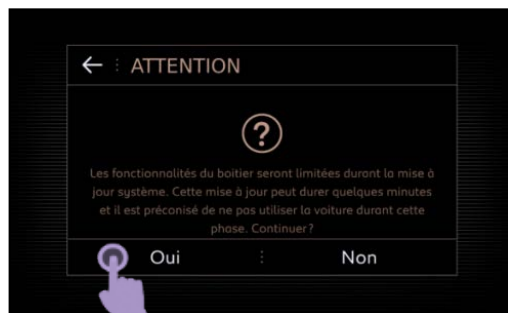 ATTENTION
Les fonctionnalités du boitier seront limitées durant la mise à
jour système. Cette mise à jour peut durer quelques minutes
et il est préconisé de ne pas utiliser la voiture durant cette
phase. Continuer?
Oui
Non